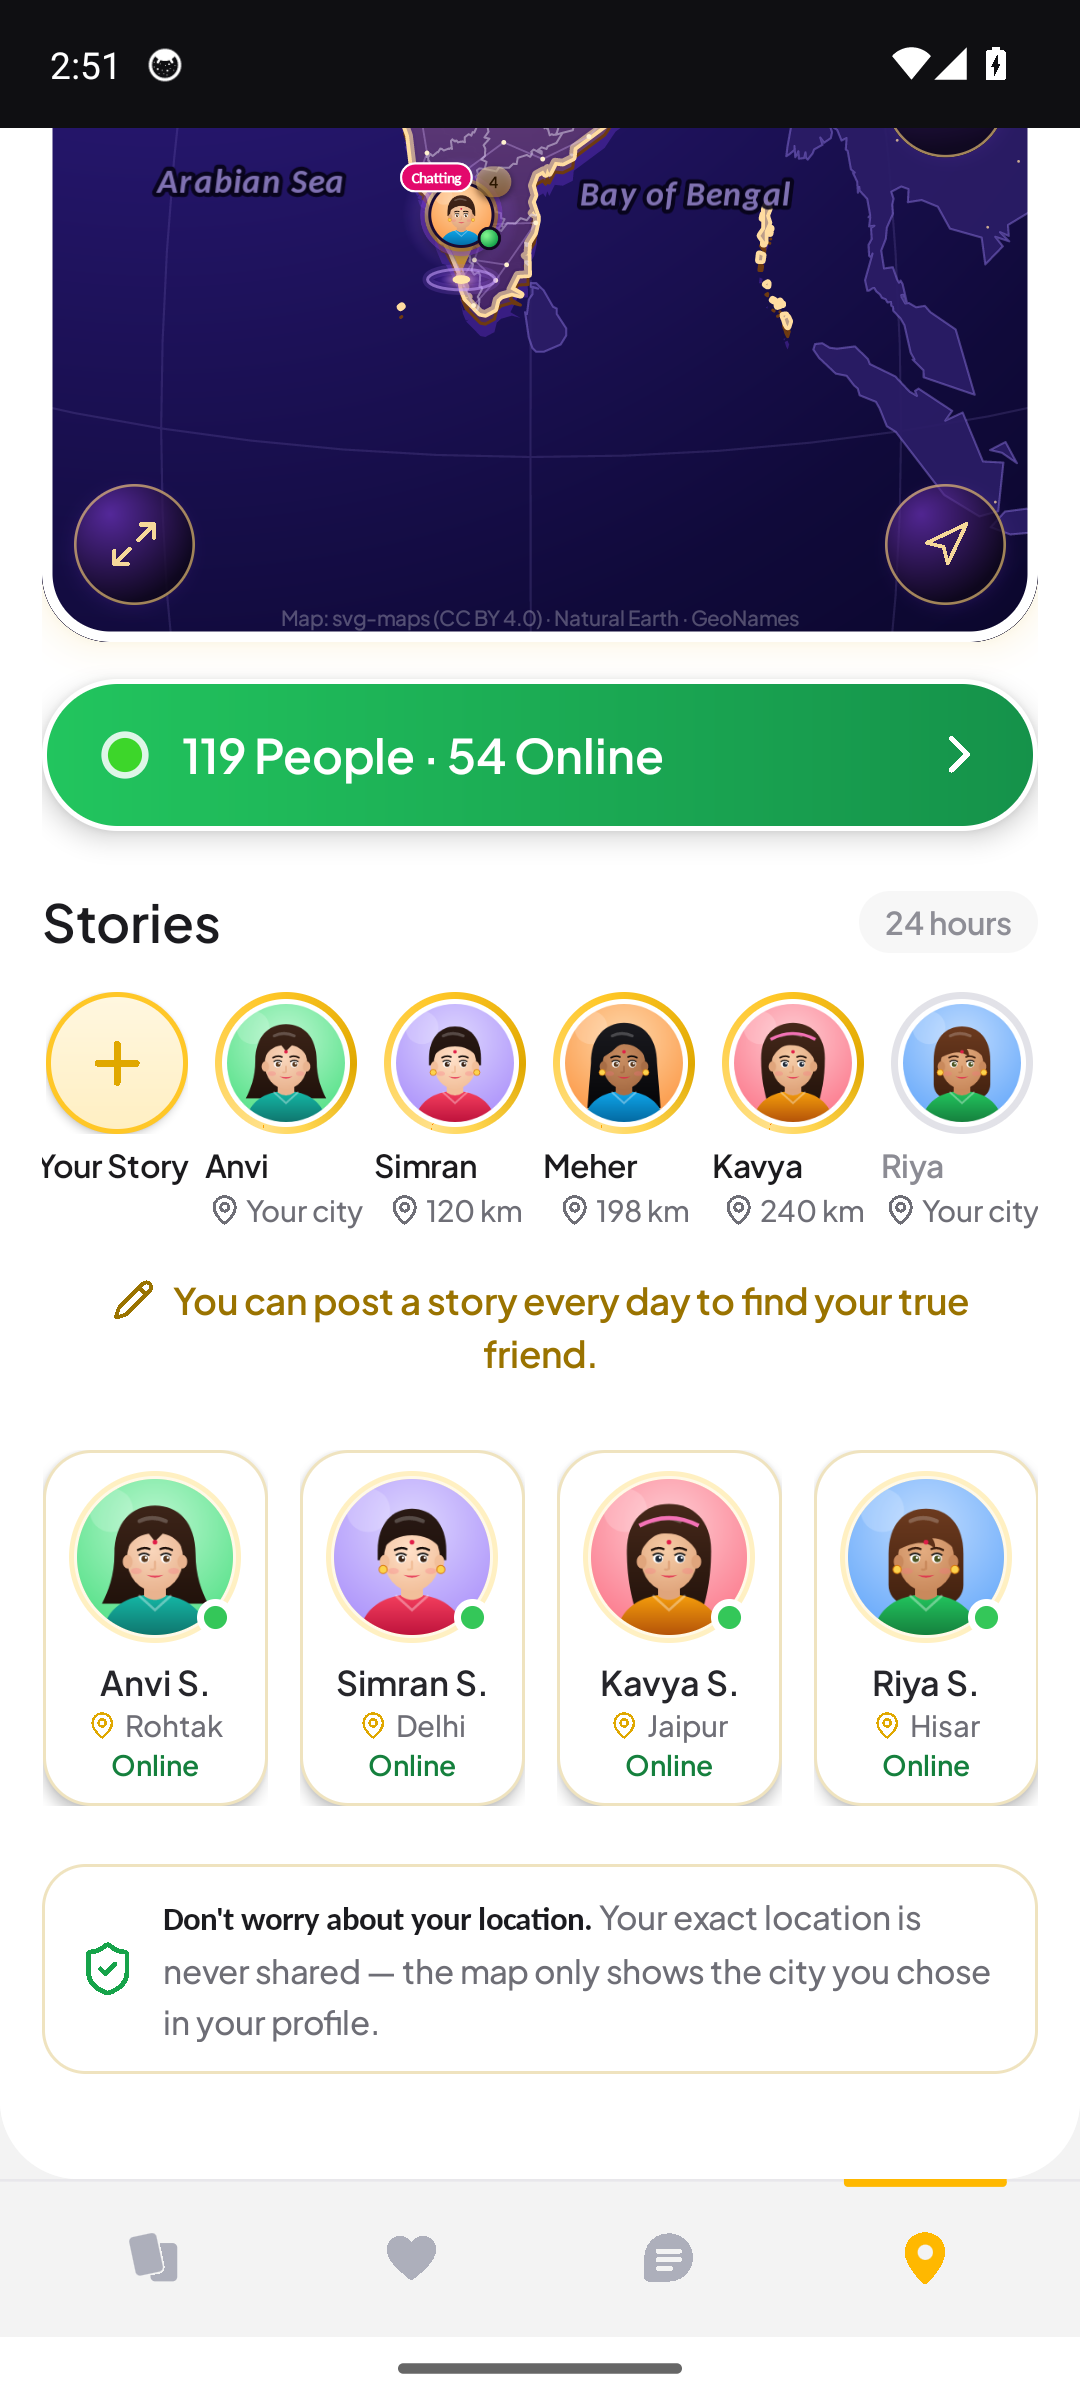 2:51
Arabian Sea
Chatting
4
Bay of Bengal
Map: svg-maps (CC BY 4.0) · Natural Earth · GeoNames
119 People · 54 Online
Stories
24 hours
Your Story
Anvi
Simran
Meher
Kavya
Riya
Your city
120 km
198 km
240 km
Your city
You can post a story every day to find your true
friend.
Anvi S.
Simran S.
Kavya S.
Riya S.
Rohtak
Delhi
Jaipur
Hisar
Online
Online
Online
Online
Don't worry about your location. Your exact location is
never shared — the map only shows the city you chose
in your profile.